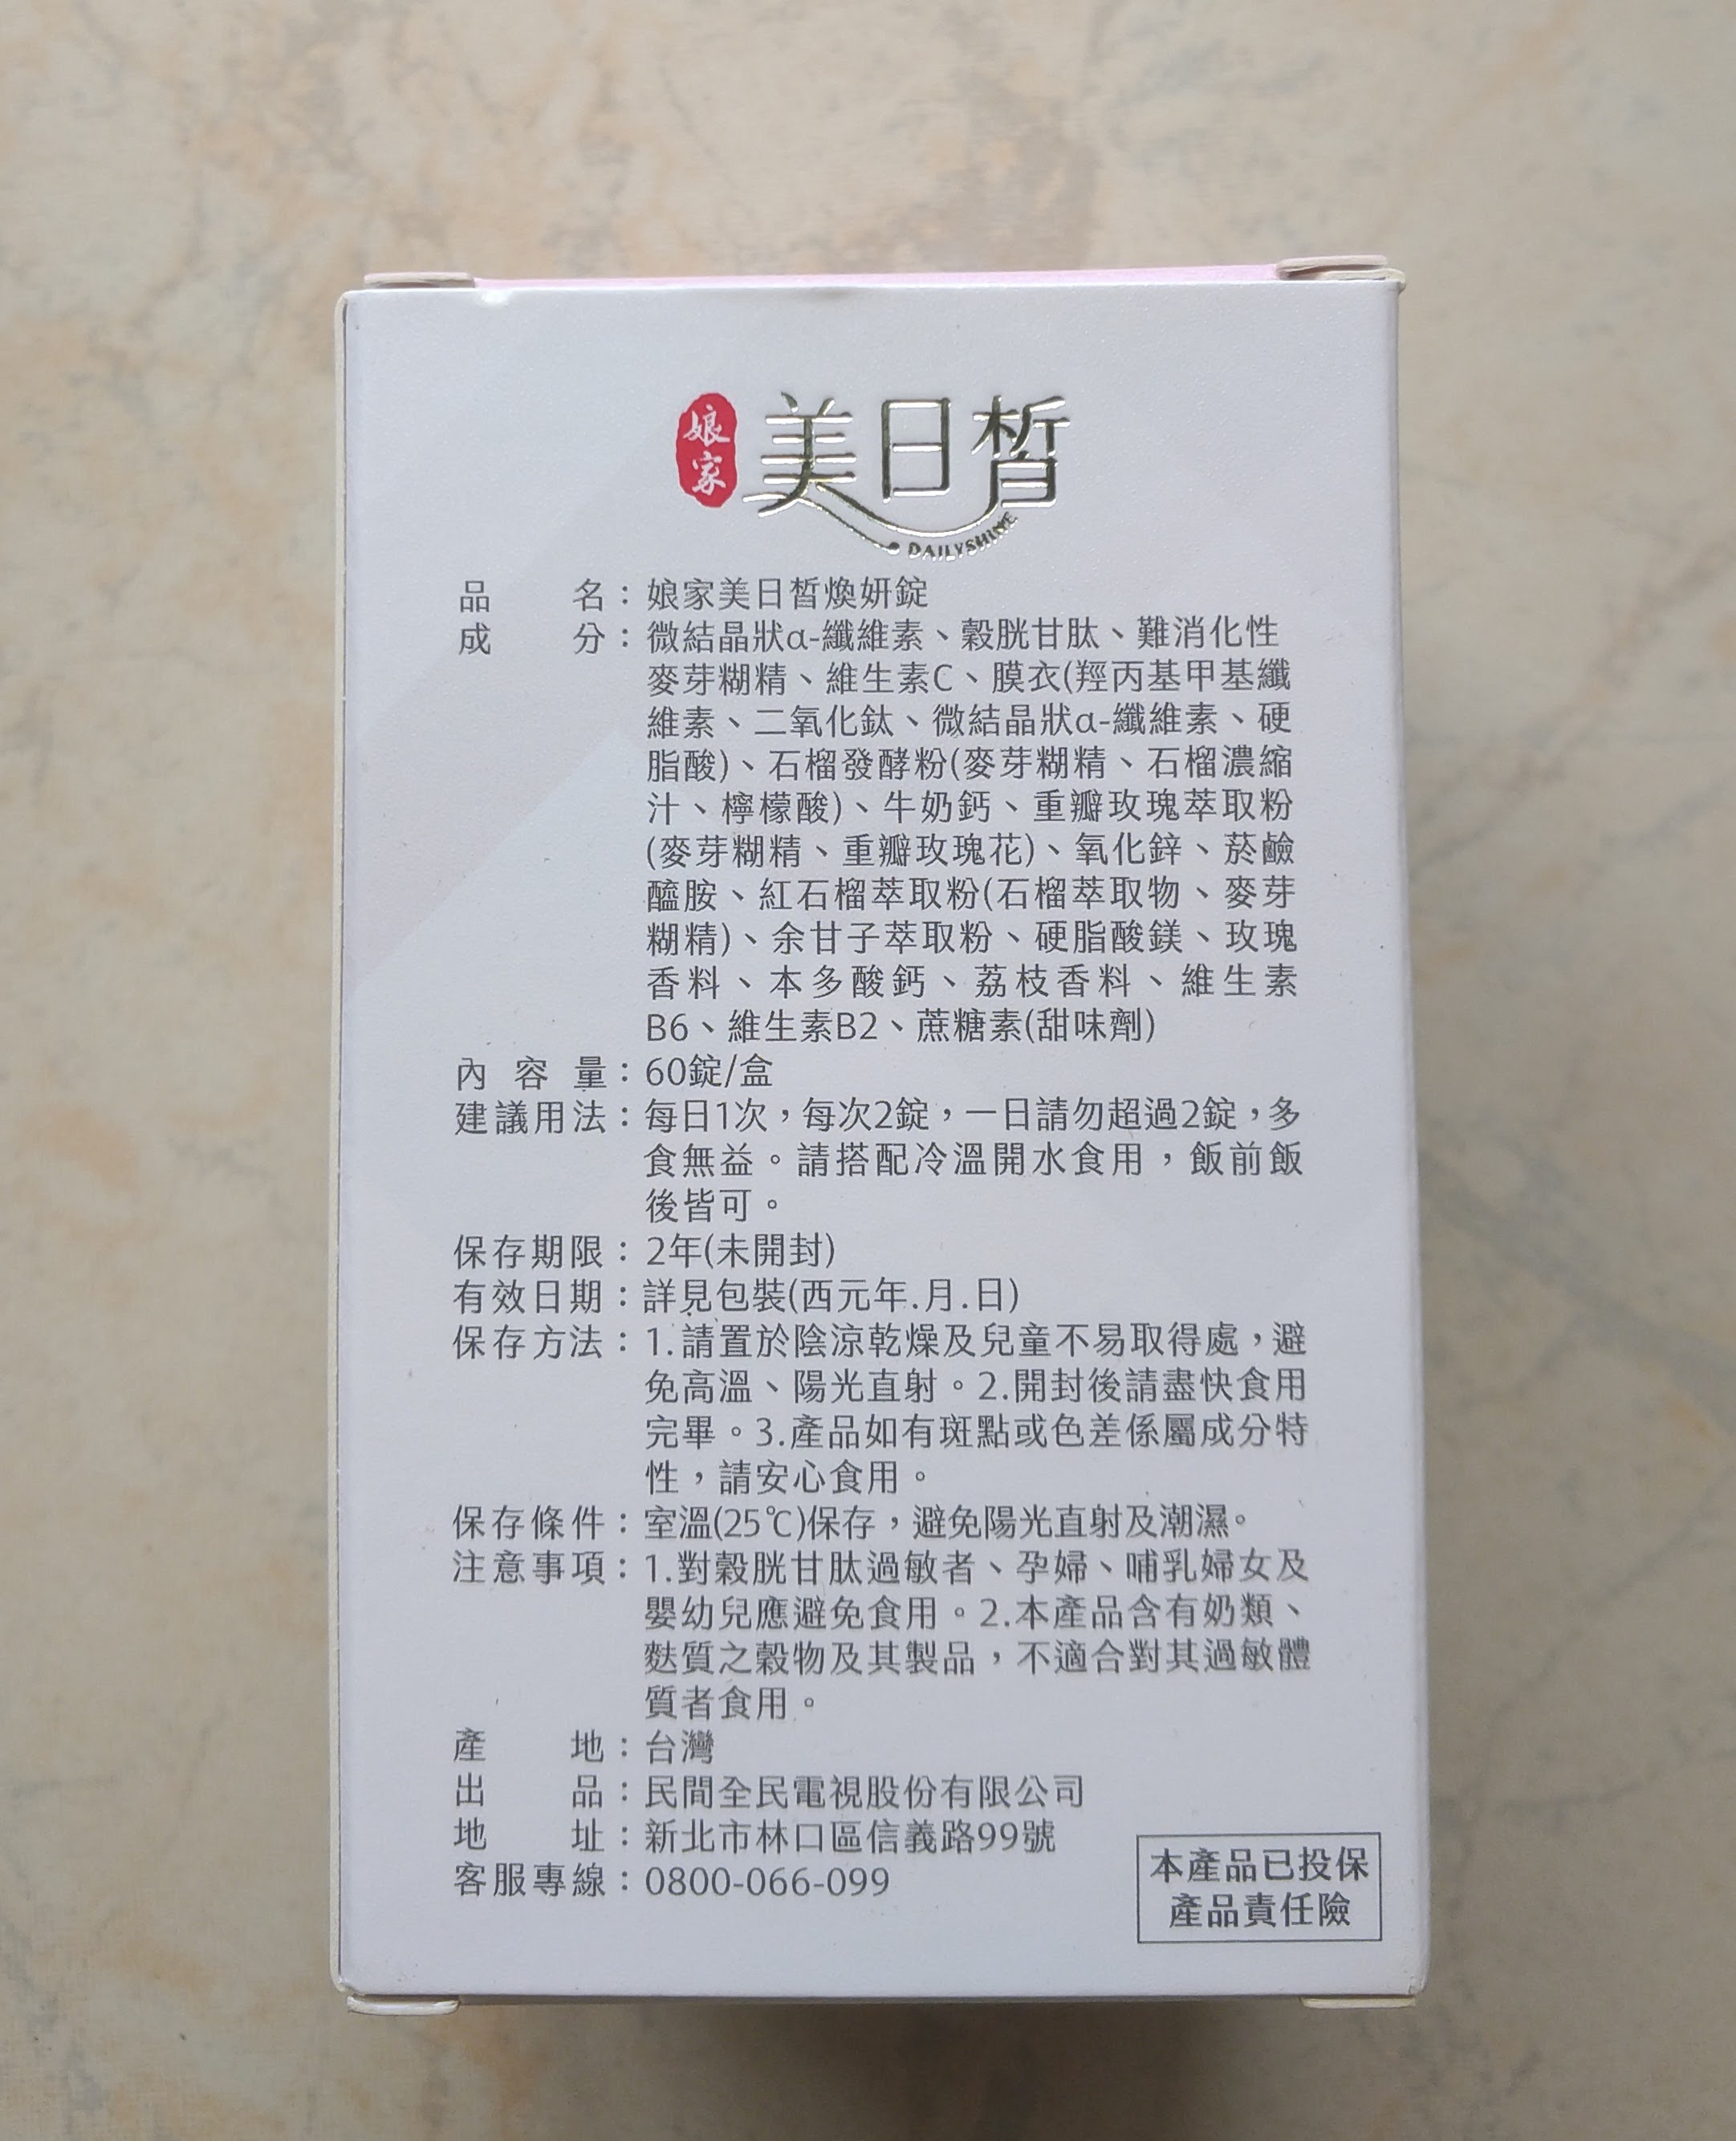 娘家
美日皙
DAILYSHINE
品名：娘家美日皙煥妍錠
成分：微結晶狀α-纖維素、穀胱甘肽、難消化性
麥芽糊精、維生素C、膜衣(羥丙基甲基纖
維素、二氧化鈦、微結晶狀α-纖維素、硬
脂酸)、石榴發酵粉(麥芽糊精、石榴濃縮
汁、檸檬酸)、牛奶鈣、重瓣玫瑰萃取粉
(麥芽糊精、重瓣玫瑰花)、氧化鋅、菸鹼
醯胺、紅石榴萃取粉(石榴萃取物、麥芽
糊精)、余甘子萃取粉、硬脂酸鎂、玫瑰
香料、本多酸鈣、荔枝香料、維生素
B6、維生素B2、蔗糖素(甜味劑)
內容量：60錠/盒
建議用法：每日1次，每次2錠，一日請勿超過2錠，多
食無益。請搭配冷溫開水食用，飯前飯
後皆可。
保存期限：2年(未開封)
有效日期：詳見包裝(西元年.月.日)
保存方法：1.請置於陰涼乾燥及兒童不易取得處，避
免高溫、陽光直射。2.開封後請盡快食用
完畢。3.產品如有斑點或色差係屬成分特
性，請安心食用。
保存條件：室溫(25℃)保存，避免陽光直射及潮濕。
注意事項：1.對穀胱甘肽過敏者、孕婦、哺乳婦女及
嬰幼兒應避免食用。2.本產品含有奶類、
麩質之穀物及其製品，不適合對其過敏體
質者食用。
產地：台灣
出品：民間全民電視股份有限公司
地址：新北市林口區信義路99號
客服專線：0800-066-099
本產品已投保
產品責任險